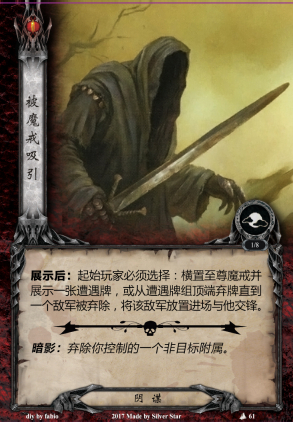 被魔戒吸引
1/8
展示后：起始玩家必须选择：横置至尊魔戒并
展示一张遭遇牌，或从遭遇牌组顶端弃牌直到
一个敌军被弃除，将该敌军放置进场与他交锋。
暗影：弃除你控制的一个非目标附属。
阴 谋
diy by fabio
2017 Made by Silver Star
61